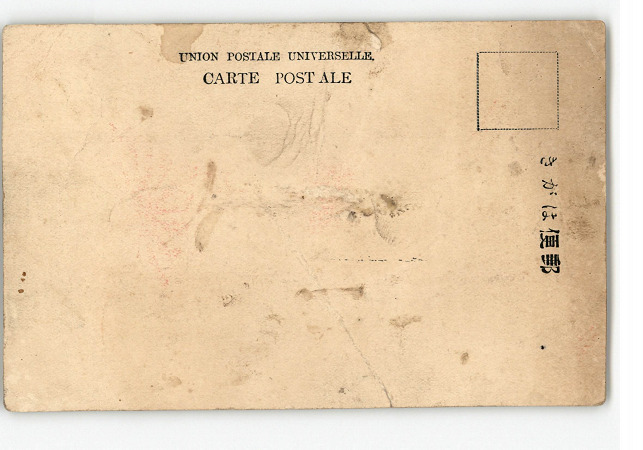 UNION POSTALE UNIVERSELLE.
CARTE POSTALE
郵便はがき